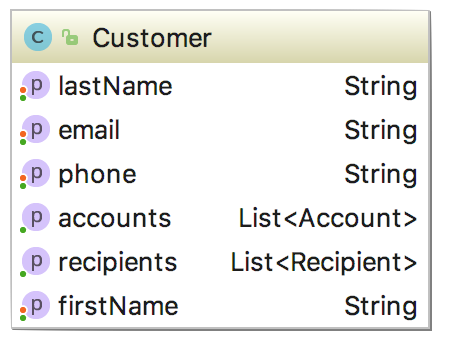 C Customer
p lastName String
p email String
p phone String
p accounts List<Account>
p recipients List<Recipient>
p firstName String